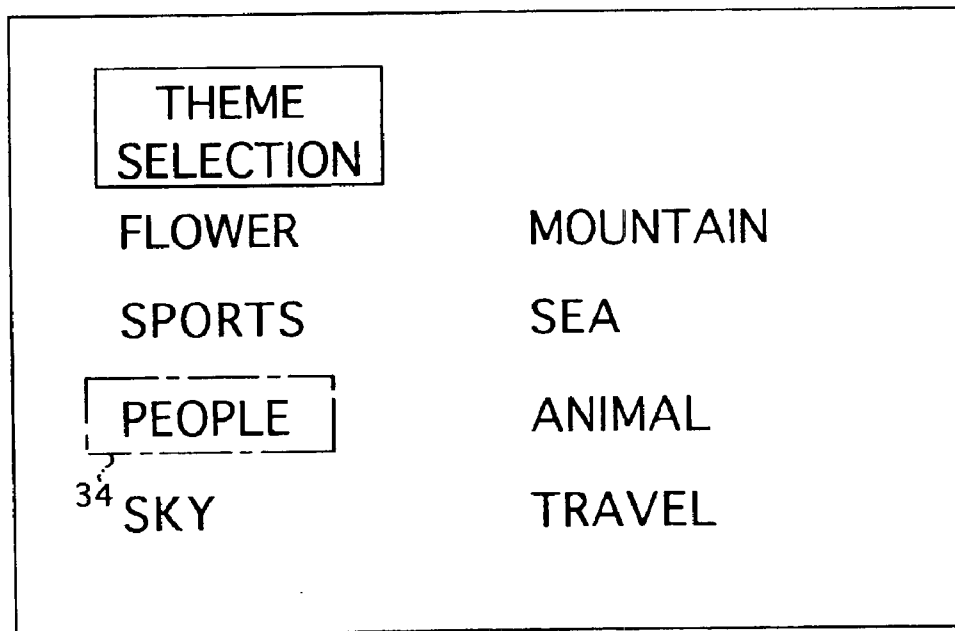 THEME
SELECTION
FLOWER MOUNTAIN
SPORTS SEA
PEOPLE ANIMAL
34
SKY TRAVEL